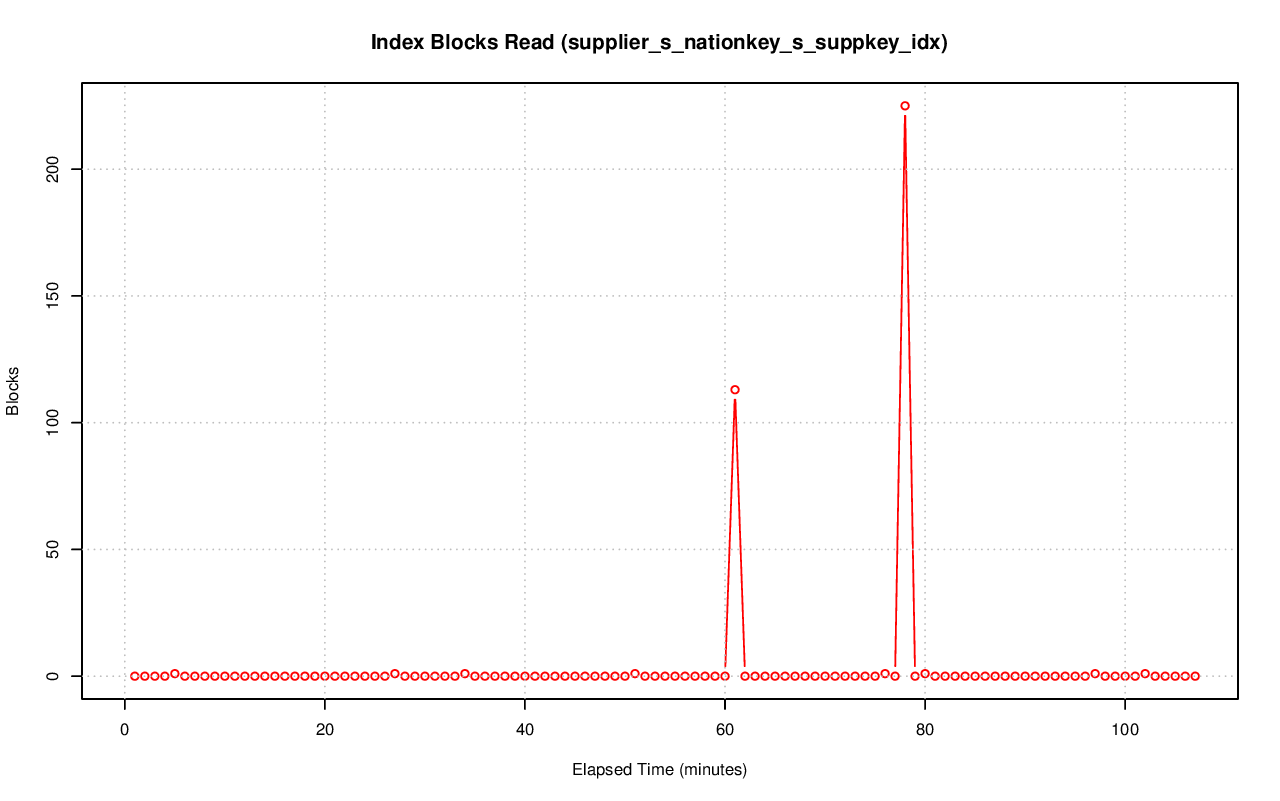 Index Blocks Read (supplier_s_nationkey_s_suppkey_idx)
Blocks
200
150
100
50
0
0 20 40 60 80 100
Elapsed Time (minutes)